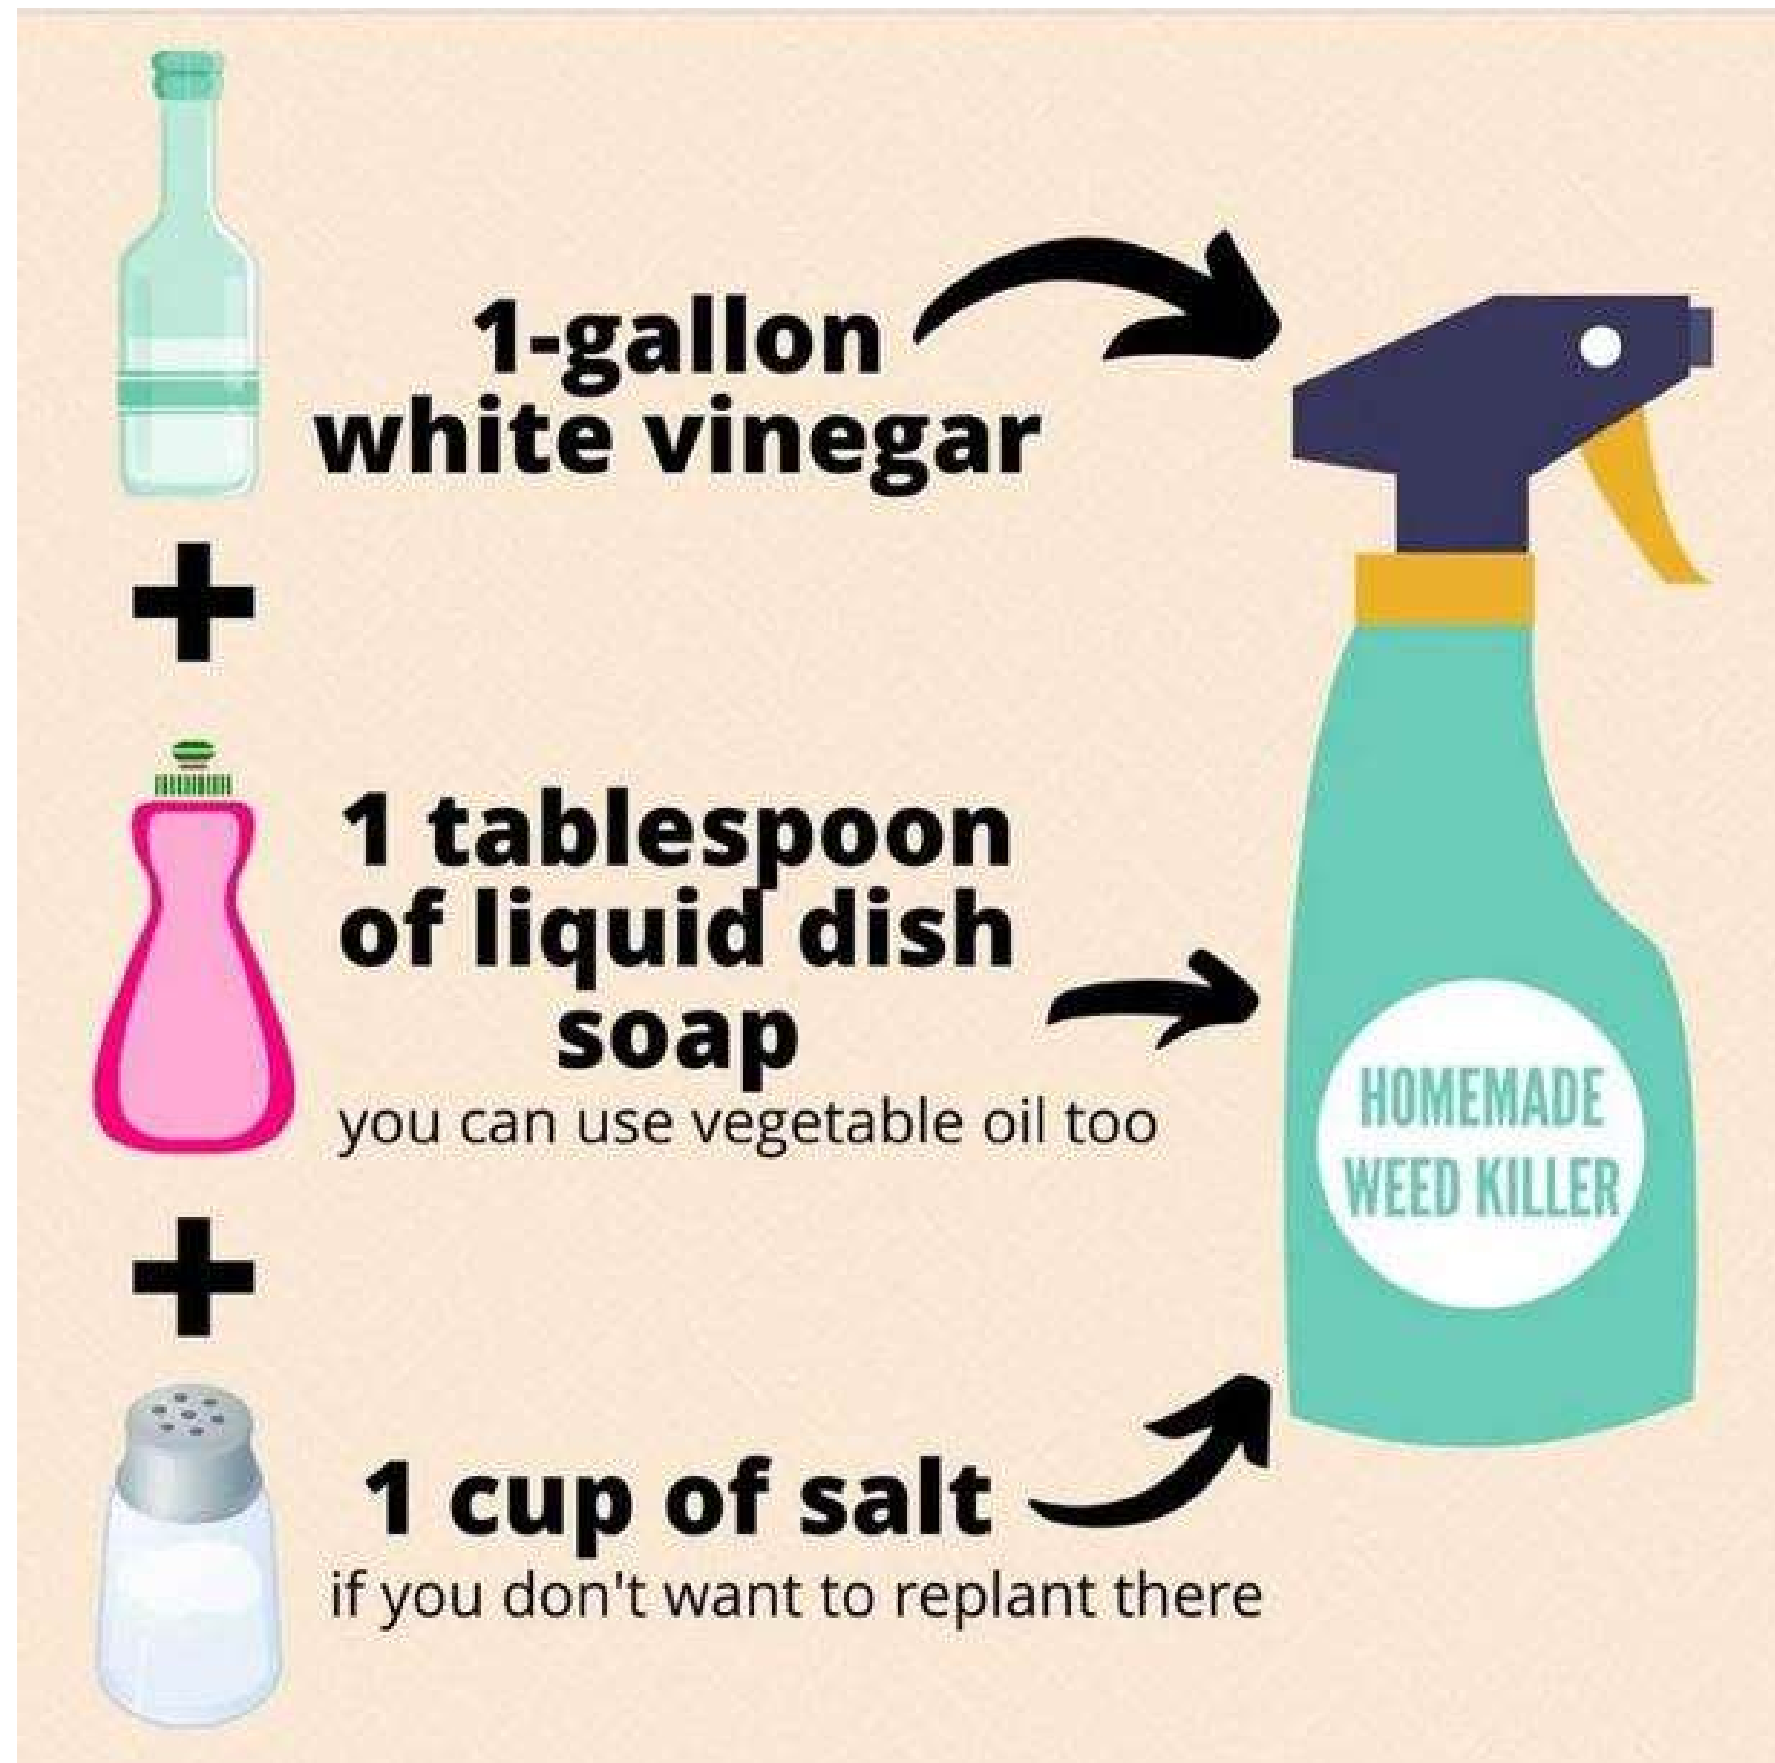 1-gallon
white vinegar
1 tablespoon
of liquid dish
soap
you can use vegetable oil too
1 cup of salt
if you don't want to replant there
HOMEMADE
WEED KILLER